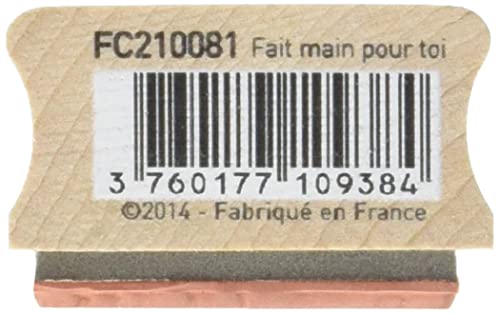 FC210081 Fait main pour toi
3 760177 109384
©2014 - Fabriqué en France